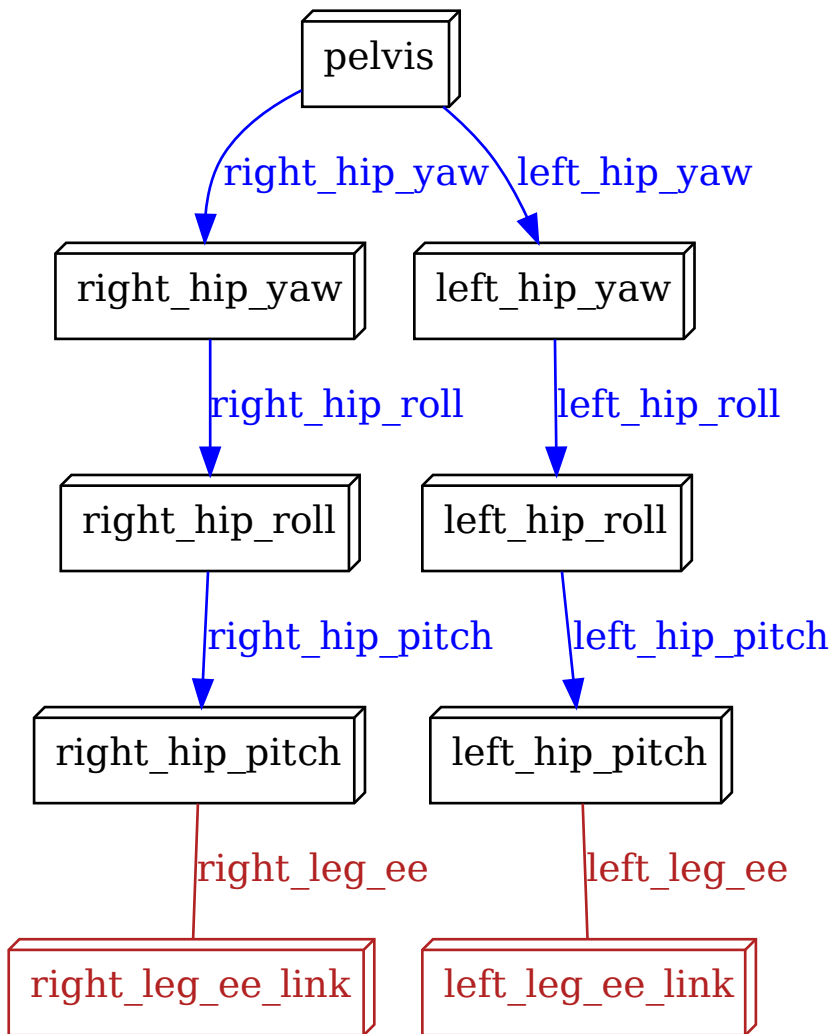 pelvis
right_hip_yaw
left_hip_yaw
right_hip_yaw
left_hip_yaw
right_hip_roll
left_hip_roll
right_hip_roll
left_hip_roll
right_hip_pitch
left_hip_pitch
right_hip_pitch
left_hip_pitch
right_leg_ee
left_leg_ee
right_leg_ee_link
left_leg_ee_link